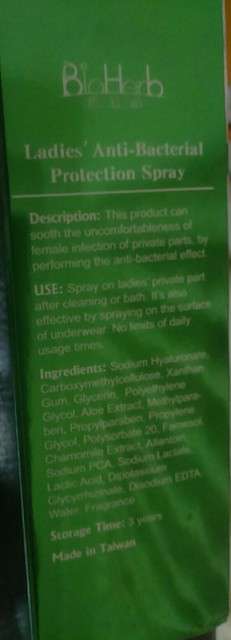 BioHerb
Ladies' Anti-Bacterial
Protection Spray
Description: This product can
sooth the uncomfortableness of
female infection of private parts, by
performing the anti-bacterial effect.
USE: Spray on ladies' private part
after cleaning or bath. It's also
effective by spraying on the surface
of underwear. No limits of daily
usage times.
Ingredients: Sodium Hyaluronate,
Carboxymethylcellulose, Xanthan
Gum, Glycerin, Polyethylene
Glycol, Aloe Extract, Methylpara-
ben, Propylparaben, Propylene
Glycol, Polysorbate 20, Farnesol,
Chamomile Extract, Allantoin,
Sodium PCA, Sodium Lactate,
Lactic Acid, Dipotassium
Glycyrrhizinate, Disodium EDTA,
Water, Fragrance
Storage Time: 3 years
Made in Taiwan